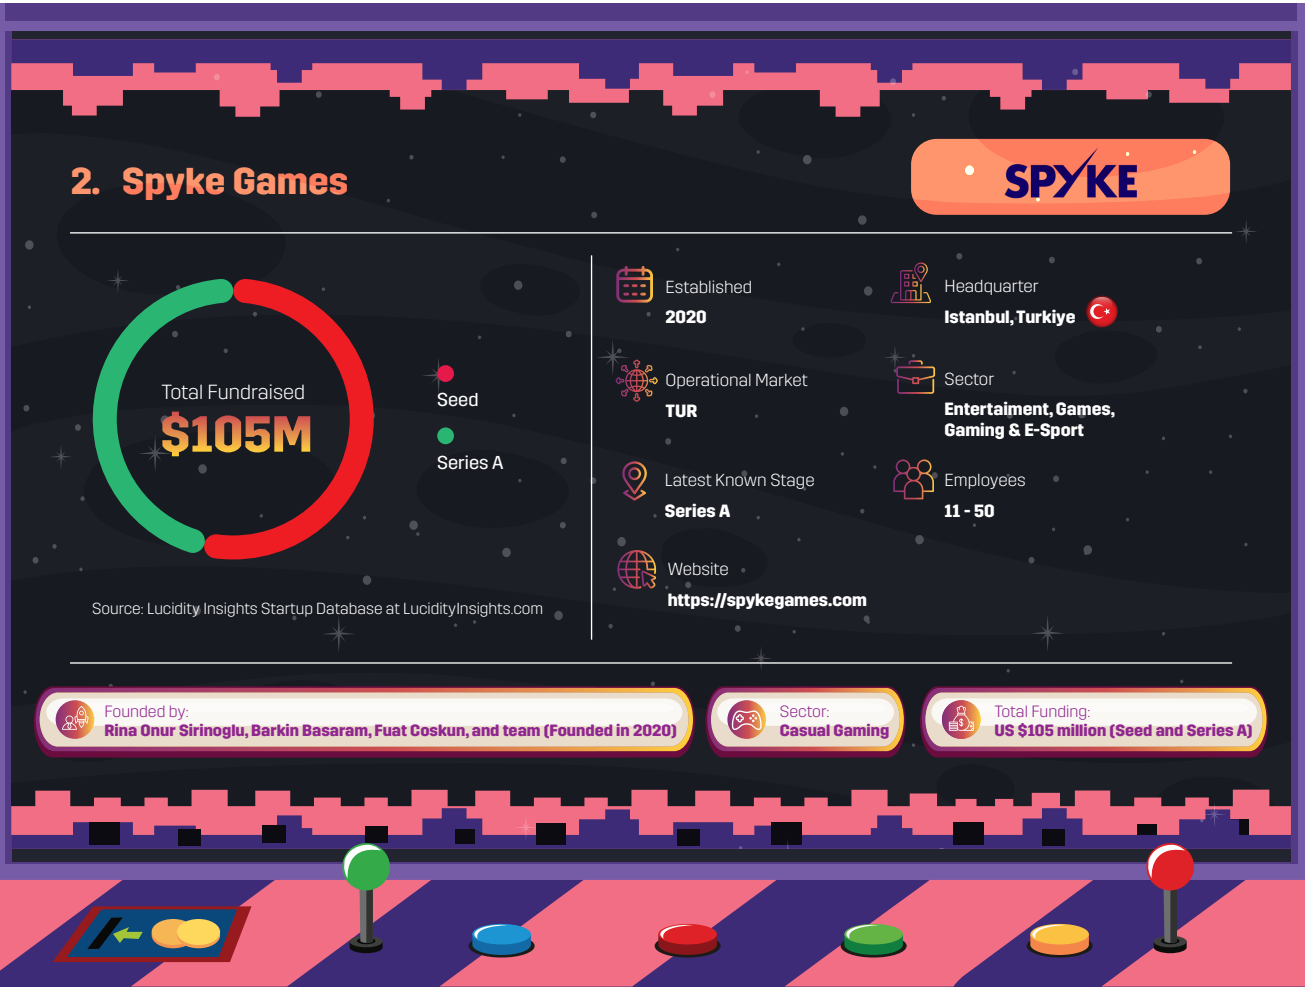 2. Spyke Games
SPYKE
Total Fundraised
$105M
Seed
Series A
Source: Lucidity Insights Startup Database at LucidityInsights.com
Established
2020
Headquarter
Istanbul,Turkiye
Operational Market
TUR
Sector
Entertaiment, Games,
Gaming & E-Sport
Latest Known Stage
Series A
Employees
11 - 50
Website
https://spykegames.com
Founded by:
Rina Onur Sirinoglu, Barkin Basaram, Fuat Coskun, and team (Founded in 2020)
Sector:
Casual Gaming
Total Funding:
US $105 million (Seed and Series A)